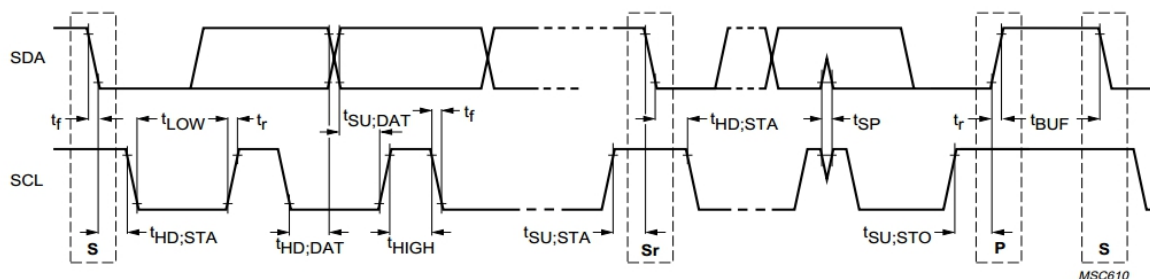 SDA
t_f
t_LOW
t_r
t_SU;DAT
t_f
t_HD;STA
t_SP
t_r
t_BUF
SCL
t_HD;STA
t_HD;DAT
t_HIGH
t_SU;STA
t_SU;STO
S
Sr
P
S
MSC610